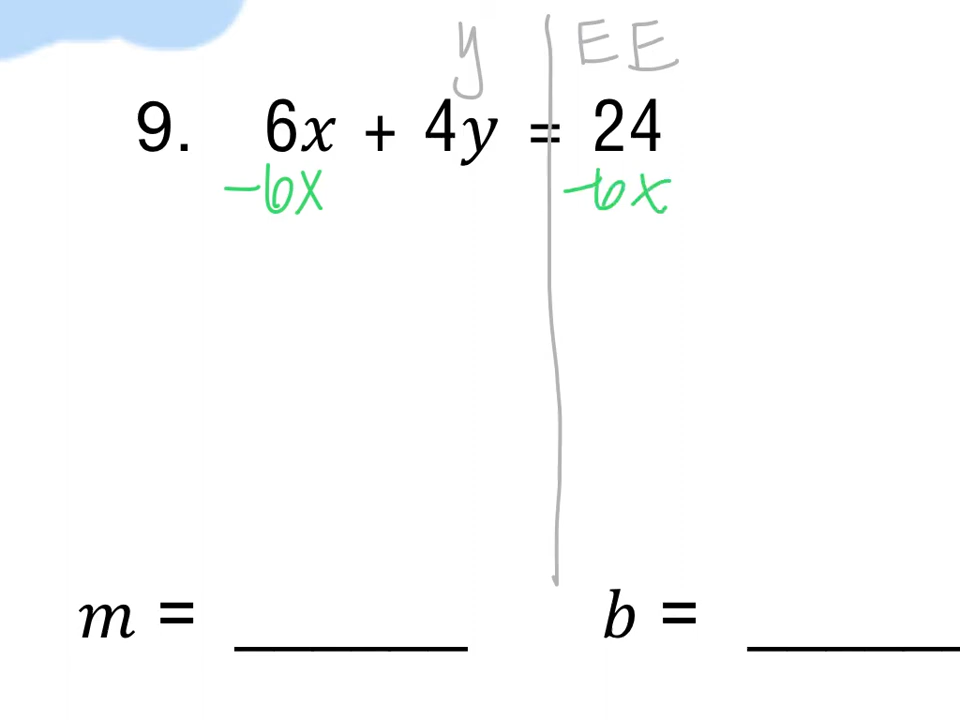 y EE
9. 6x + 4y = 24
-6x -6x
m = ______ b = ______